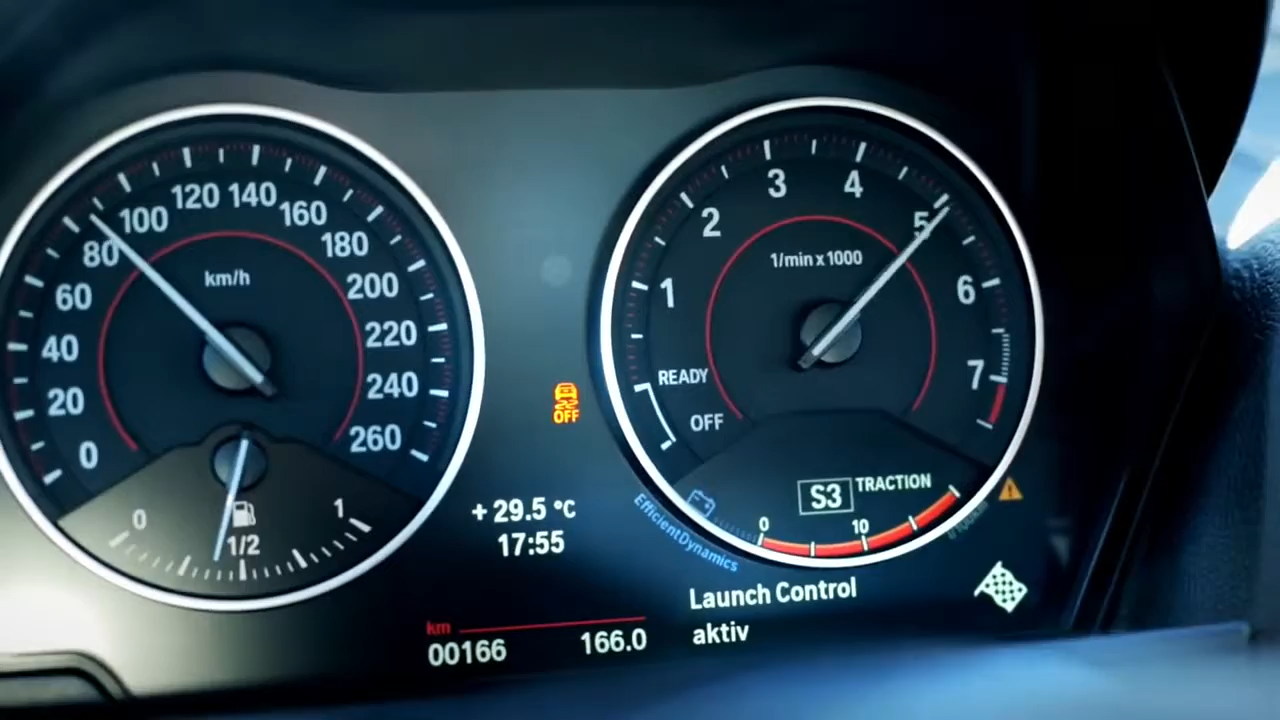 120 140
100 160
80 180
km/h
60 200
40 220
20 240
0 260
0 1
1/2
3 4
2 5
1/min x 1000
1 6
READY 7
OFF
OFF
S3 TRACTION
0 10
EfficientDynamics
+ 29.5 °C
17:55
Launch Control
aktiv
km
00166 166.0